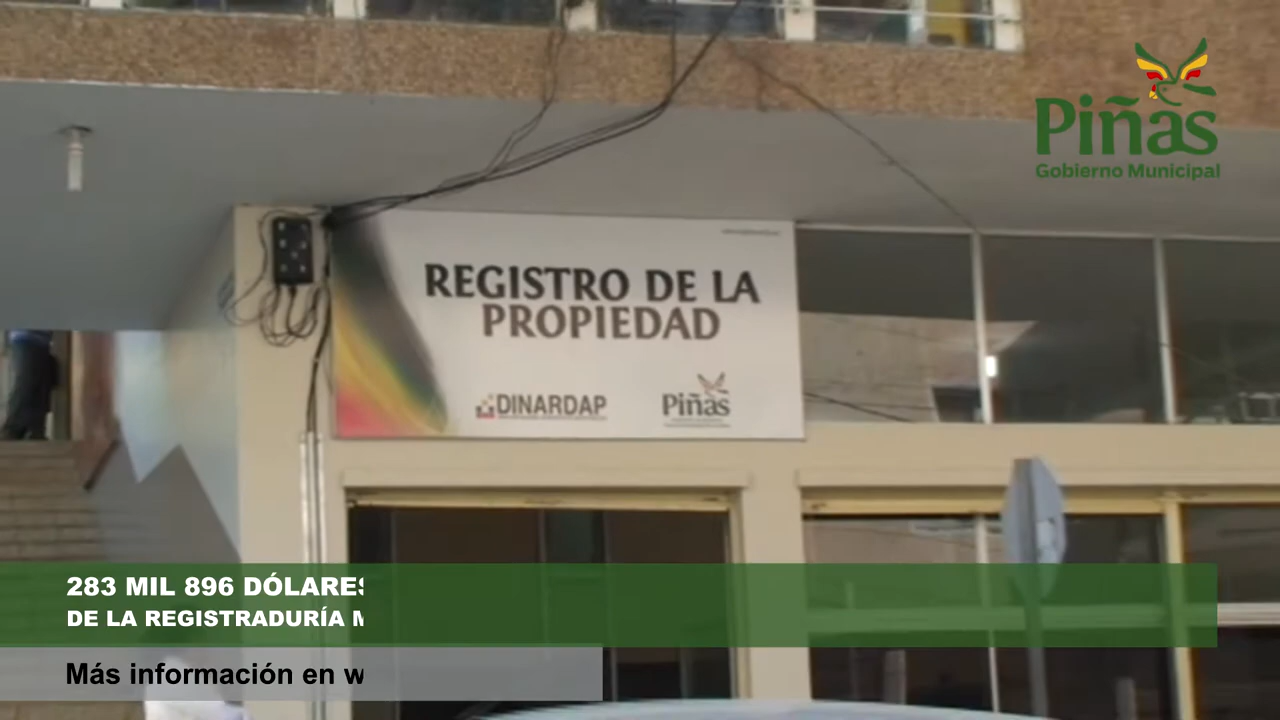 Piñas
Gobierno Municipal
REGISTRO DE LA
PROPIEDAD
DINARDAP
Piñas
283 MIL 896 DÓLARES
DE LA REGISTRADURÍA
Más información en w